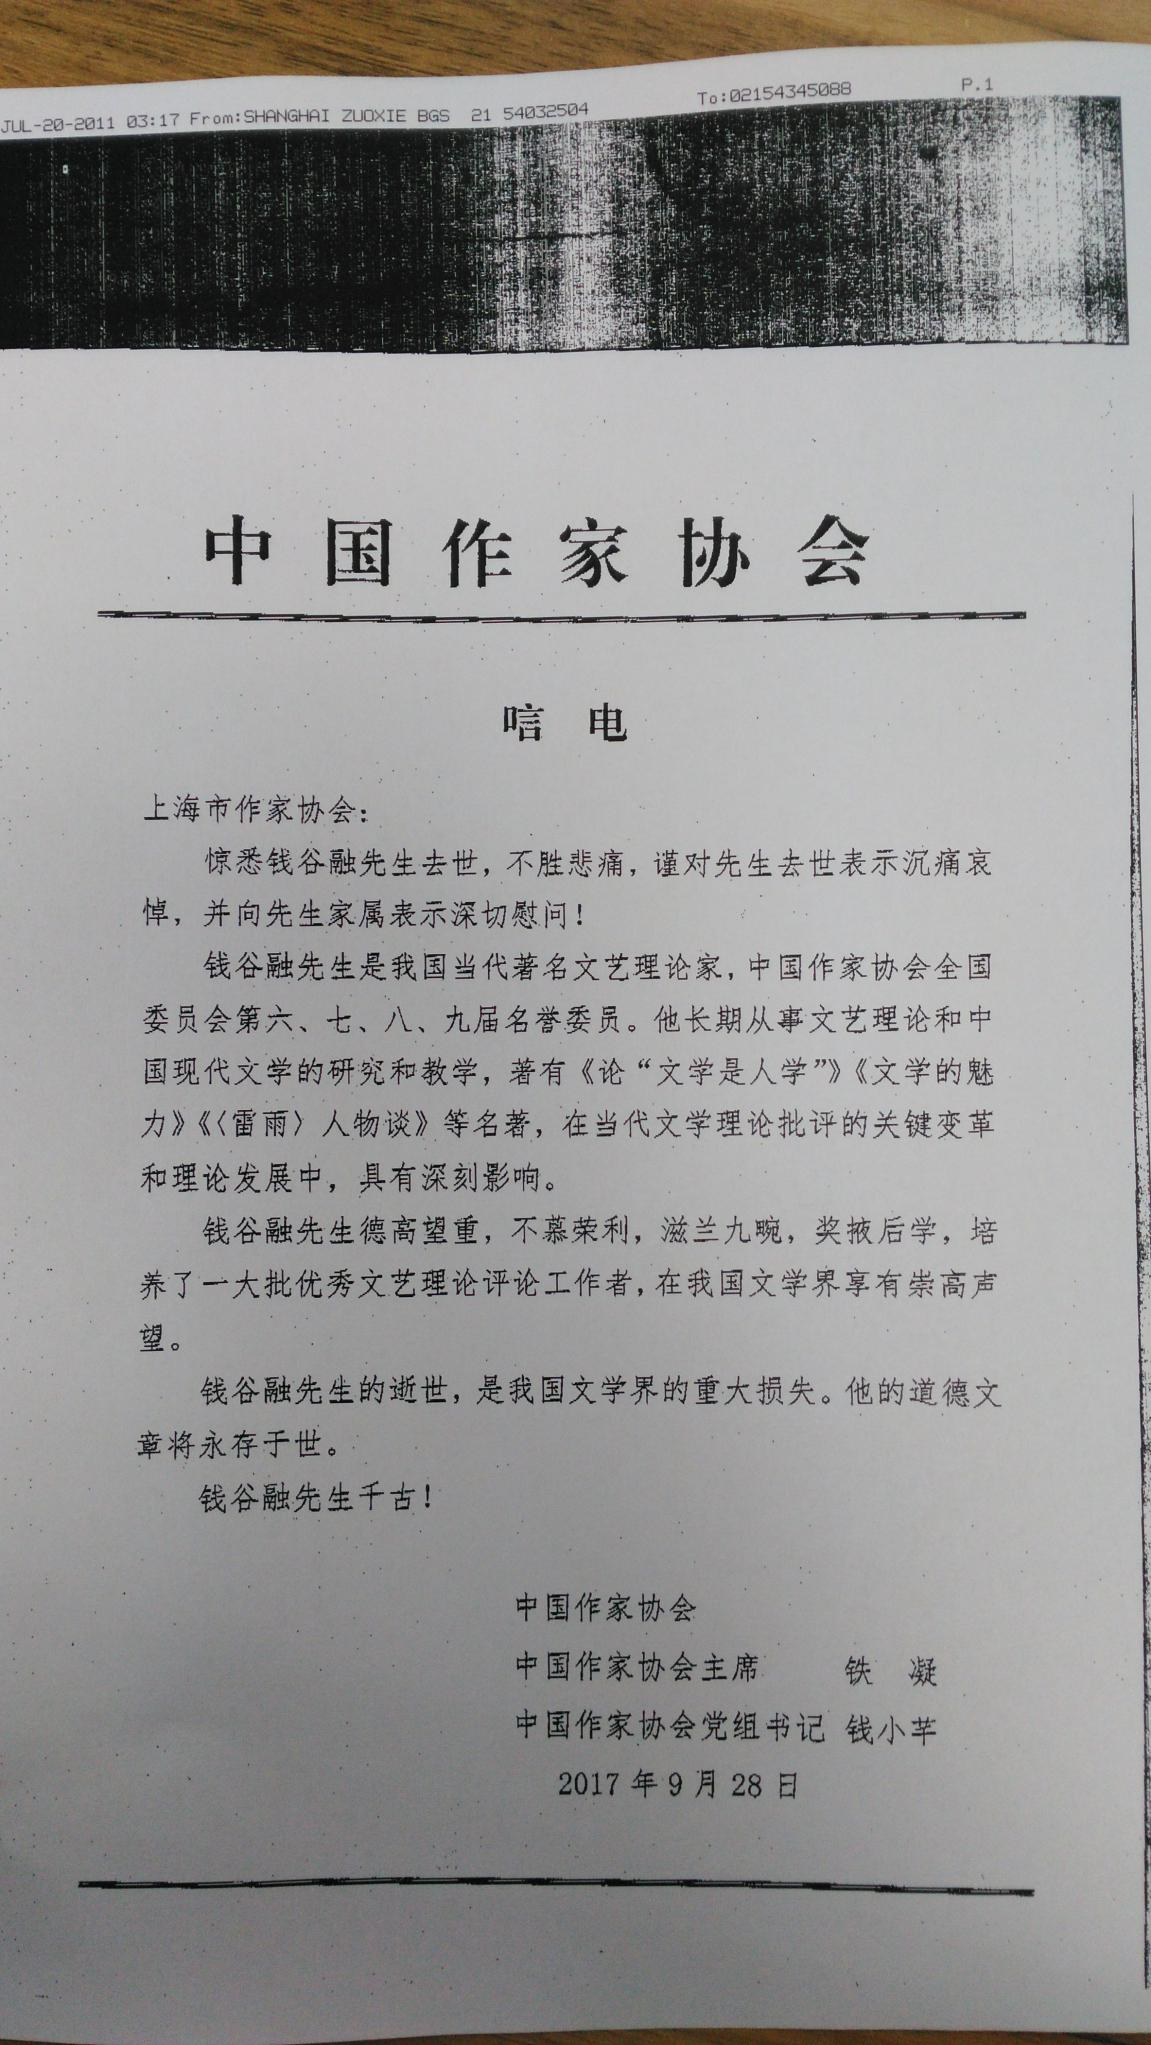 JUL-20-2011 03:17 From:SHANGHAI ZUOXIE BGS 21 54032504 To:02154345088 P.1
中国作家协会
唁电
上海市作家协会：
惊悉钱谷融先生去世，不胜悲痛，谨对先生去世表示沉痛哀
悼，并向先生家属表示深切慰问！
钱谷融先生是我国当代著名文艺理论家，中国作家协会全国
委员会第六、七、八、九届名誉委员。他长期从事文艺理论和中
国现代文学的研究和教学，著有《论“文学是人学”》《文学的魅
力》《〈雷雨〉人物谈》等名著，在当代文学理论批评的关键变革
和理论发展中，具有深刻影响。
钱谷融先生德高望重，不慕荣利，滋兰九畹，奖掖后学，培
养了一大批优秀文艺理论评论工作者，在我国文学界享有崇高声
望。
钱谷融先生的逝世，是我国文学界的重大损失。他的道德文
章将永存于世。
钱谷融先生千古！
中国作家协会
中国作家协会主席 铁凝
中国作家协会党组书记 钱小芊
2017年9月28日